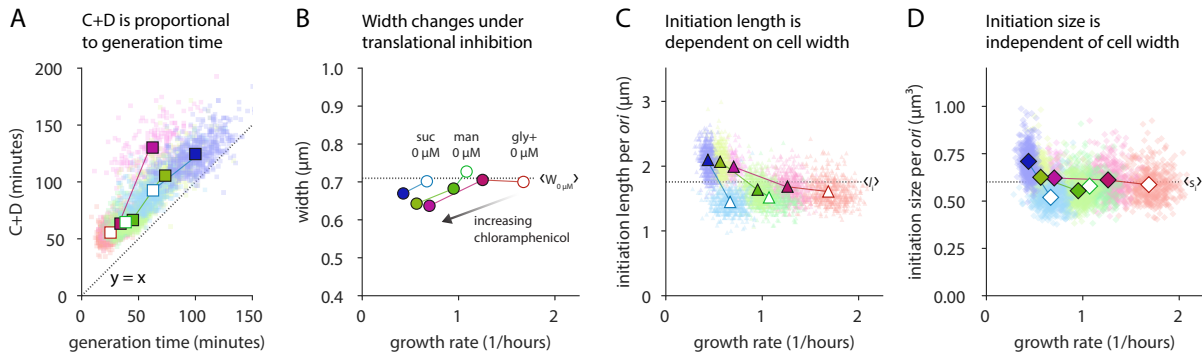 A
C+D is proportional
to generation time
200
150
100
50
0
0
50
100
150
C+D (minutes)
generation time (minutes)
y = x
B
Width changes under
translational inhibition
1.0
0.9
0.8
0.7
0.6
0.5
0.4
0
1
2
width (μm)
growth rate (1/hours)
suc
0 μM
man
0 μM
gly+
0 μM
⟨W0 μM⟩
increasing
chloramphenicol
C
Initiation length is
dependent on cell width
3
2
1
0
0
1
2
initiation length per ori (μm)
growth rate (1/hours)
⟨l⟩
D
Initiation size is
independent of cell width
1.00
0.75
0.50
0.25
0.00
0
1
2
initiation size per ori (μm³)
growth rate (1/hours)
⟨s⟩